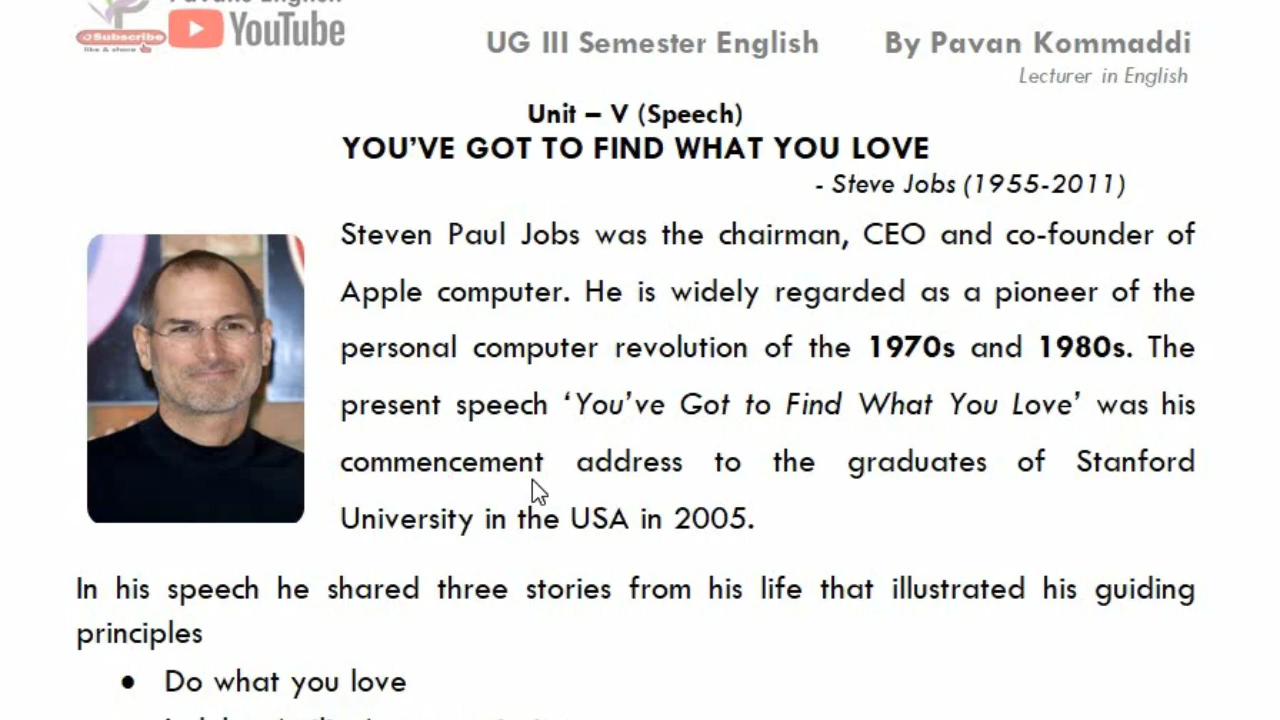 Subscribe
like & share
YouTube
UG III Semester English By Pavan Kommaddi
Lecturer in English
Unit – V (Speech)
YOU’VE GOT TO FIND WHAT YOU LOVE
- Steve Jobs (1955-2011)
Steven Paul Jobs was the chairman, CEO and co-founder of
Apple computer. He is widely regarded as a pioneer of the
personal computer revolution of the 1970s and 1980s. The
present speech ‘You’ve Got to Find What You Love’ was his
commencement address to the graduates of Stanford
University in the USA in 2005.
In his speech he shared three stories from his life that illustrated his guiding
principles
• Do what you love